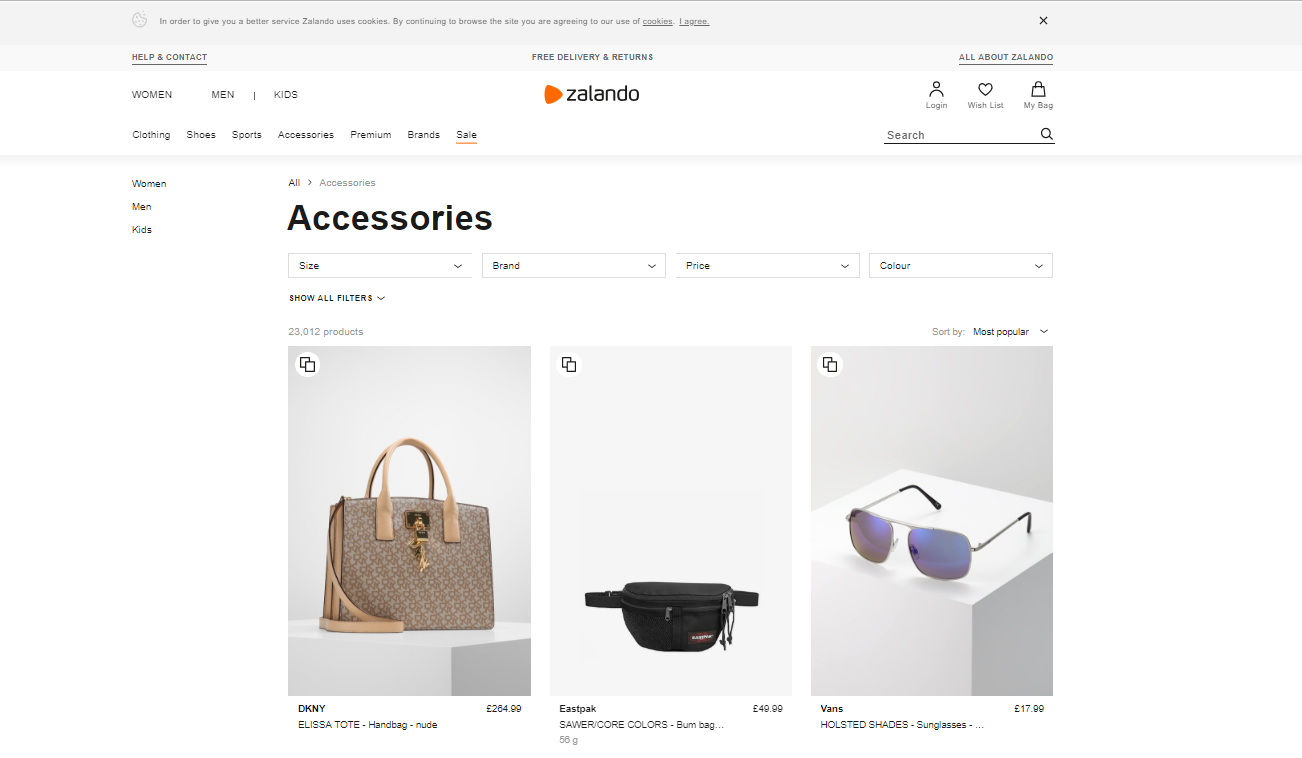 In order to give you a better service Zalando uses cookies. By continuing to browse the site you are agreeing to our use of cookies. I agree.
HELP & CONTACT FREE DELIVERY & RETURNS ALL ABOUT ZALANDO
WOMEN MEN | KIDS
zalando
Login Wish List My Bag
Clothing Shoes Sports Accessories Premium Brands Sale
Search
Women
Men
Kids
All > Accessories
Accessories
Size Brand Price Colour
SHOW ALL FILTERS
23,012 products
Sort by: Most popular
EASTPAK
DKNY £264.99
ELISSA TOTE - Handbag - nude
Eastpak £49.99
SAWER/CORE COLORS - Bum bag...
56 g
Vans £17.99
HOLSTED SHADES - Sunglasses - ...